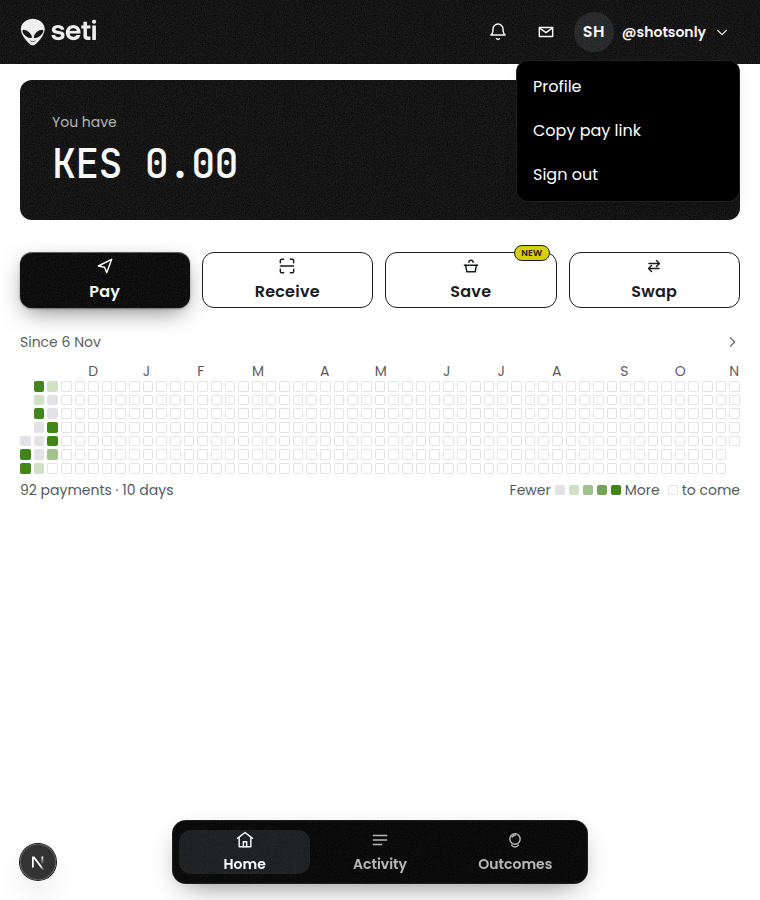 seti
SH @shotsonly
Profile
Copy pay link
Sign out
You have
KES 0.00
NEW
Pay Receive Save Swap
Since 6 Nov
D J F M A M J J A S O N
92 payments · 10 days Fewer More to come
N
Home Activity Outcomes